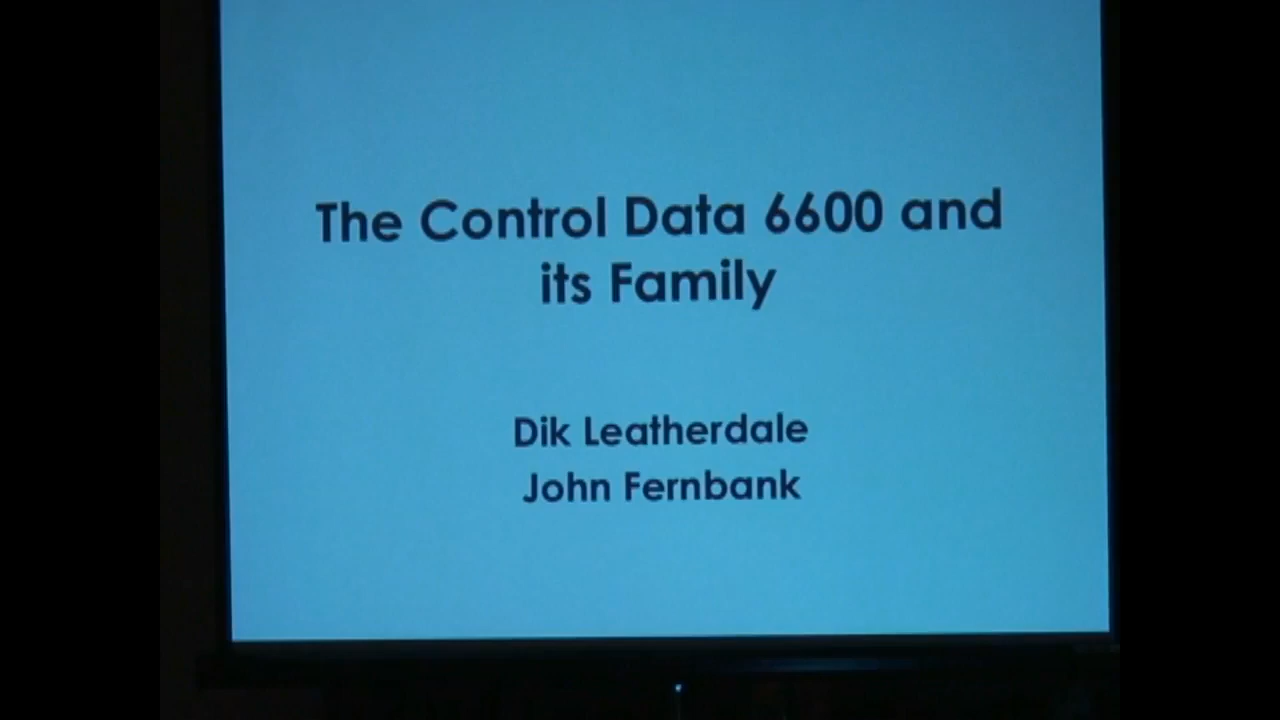 The Control Data 6600 and
its Family
Dik Leatherdale
John Fernbank